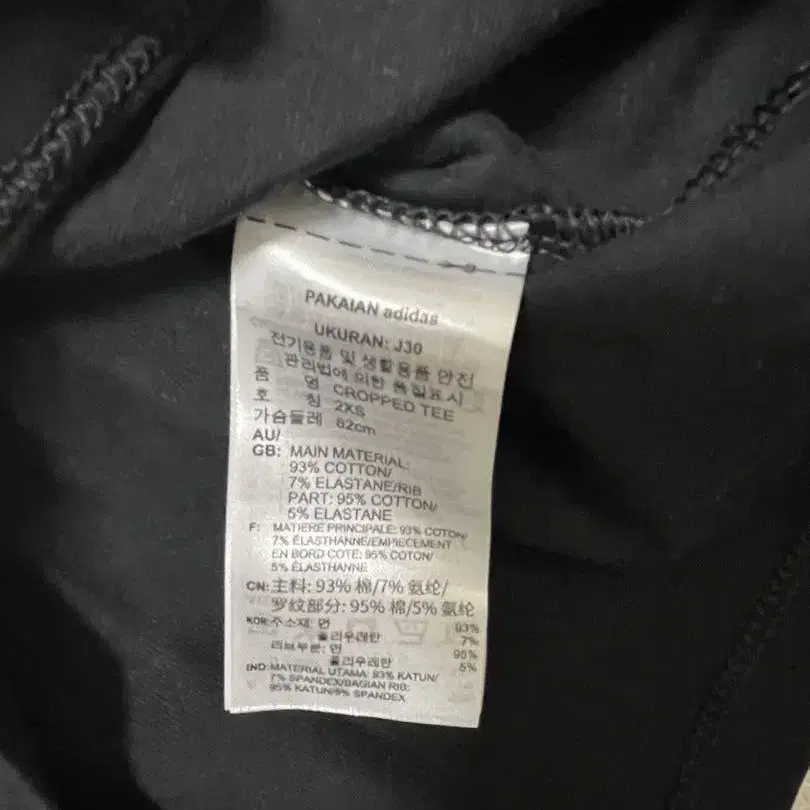 PAKAIAN adidas
UKURAN: J30
전기용품 및 생활용품 안전
관리법에 의한 품질표시
품 명 CROPPED TEE
호 칭 2XS
가슴둘레 82cm
AU/
GB: MAIN MATERIAL:
93% COTTON/
7% ELASTANE/RIB
PART: 95% COTTON/
5% ELASTANE
F: MATIERE PRINCIPALE: 93% COTON/
7% ÉLASTHANNE/EMPIECEMENT
EN BORD COTE: 95% COTON/
5% ÉLASTHANNE
CN: 主料: 93% 棉/7% 氨纶/
罗纹部分: 95% 棉/5% 氨纶
KOR: 주소재: 면 93%
폴리우레탄 7%
리브부분: 면 95%
폴리우레탄 5%
IND: MATERIAL UTAMA: 93% KATUN/
7% SPANDEX/BAGIAN RIB:
95% KATUN/5% SPANDEX